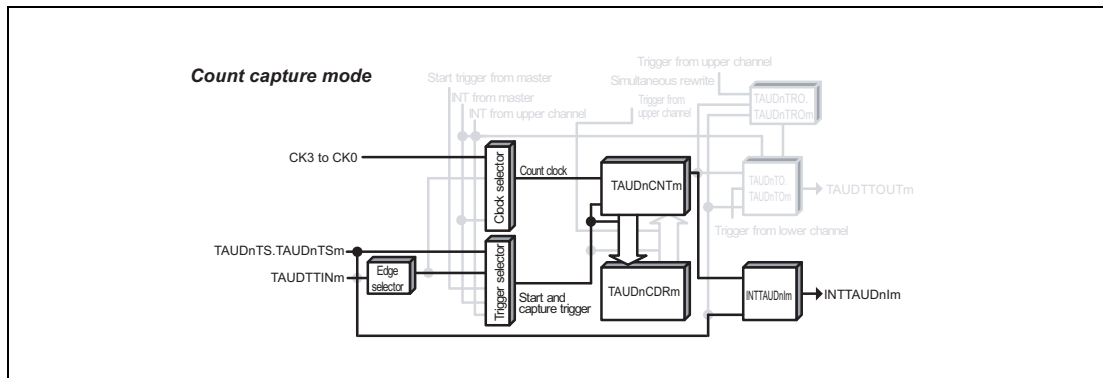 Count capture mode
Trigger from upper channel
Simultaneous rewrite
Start trigger from master
Trigger from
upper channel
INT from master
INT from upper channel
TAUDnTRO.
TAUDnTROm
CK3 to CK0
Clock selector
Count clock
TAUDnCNTm
TAUDnTO.
TAUDnTOm
TAUDTTOUTm
Trigger from lower channel
TAUDnTS.TAUDnTSm
TAUDTTINm
Edge
selector
Trigger selector
Start and
capture trigger
TAUDnCDRm
INTTAUDnIm
INTTAUDnIm